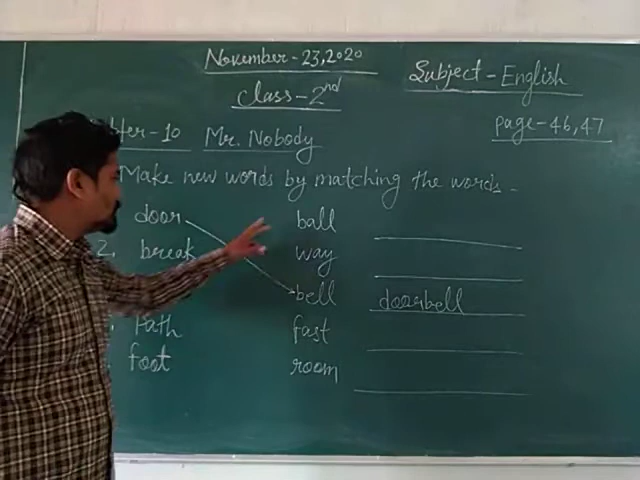 November-23,2020
Subject-English
Class-2nd
page-46,47
-10 Mr. Nobody
Make new words by matching the words.
door ball
2. break way
bell doorbell
Path fast
foot room